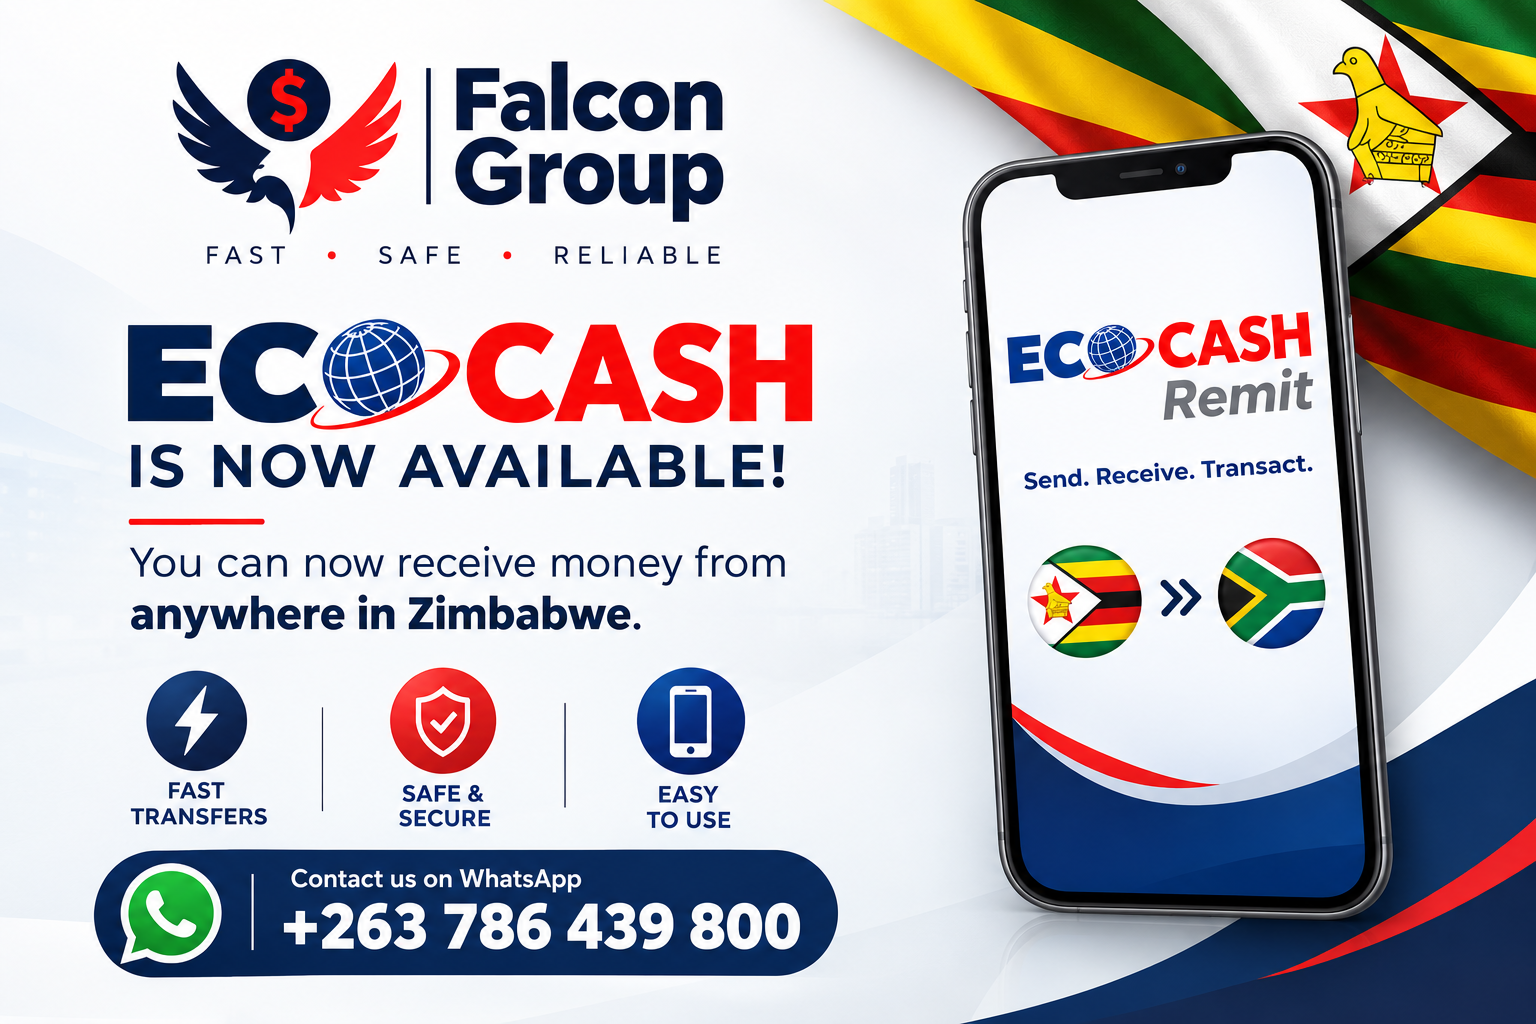 $
Falcon
Group
FAST • SAFE • RELIABLE
ECOCASH
IS NOW AVAILABLE!
You can now receive money from
anywhere in Zimbabwe.
FAST
TRANSFERS
SAFE &
SECURE
EASY
TO USE
Contact us on WhatsApp
+263 786 439 800
ECOCASH
Remit
Send. Receive. Transact.